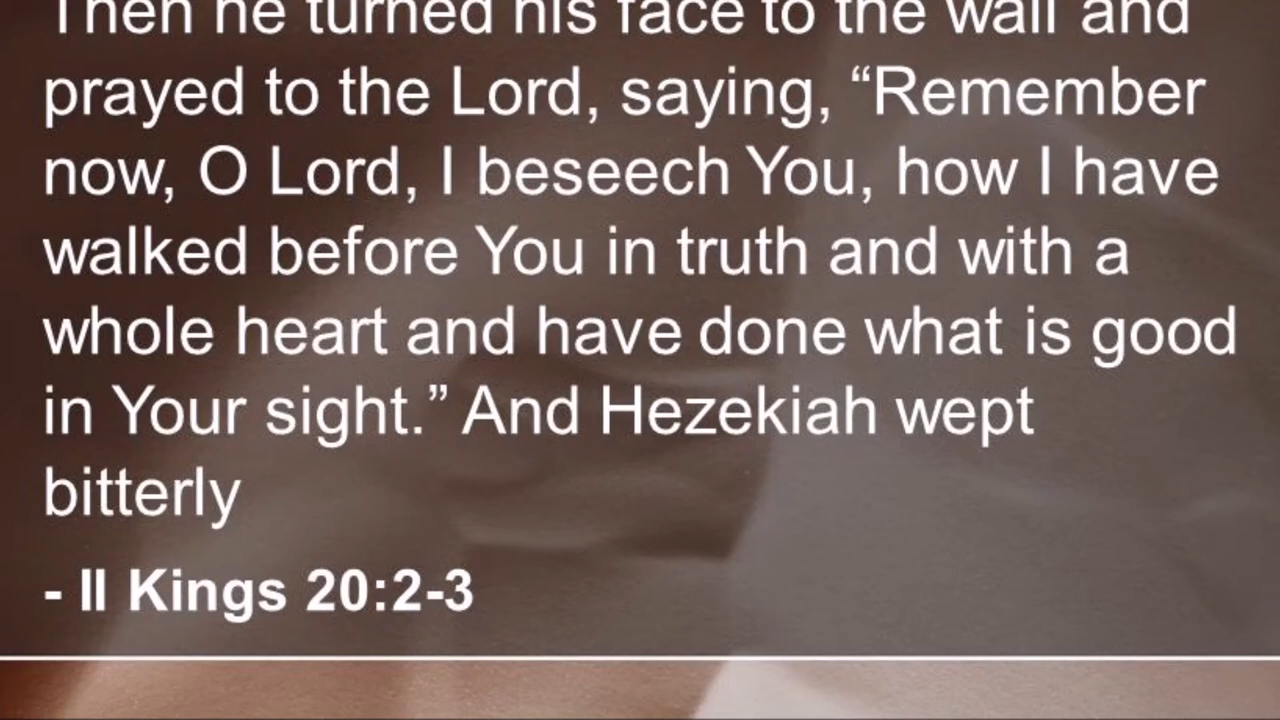 Then he turned his face to the wall and
prayed to the Lord, saying, “Remember
now, O Lord, I beseech You, how I have
walked before You in truth and with a
whole heart and have done what is good
in Your sight.” And Hezekiah wept
bitterly
- II Kings 20:2-3